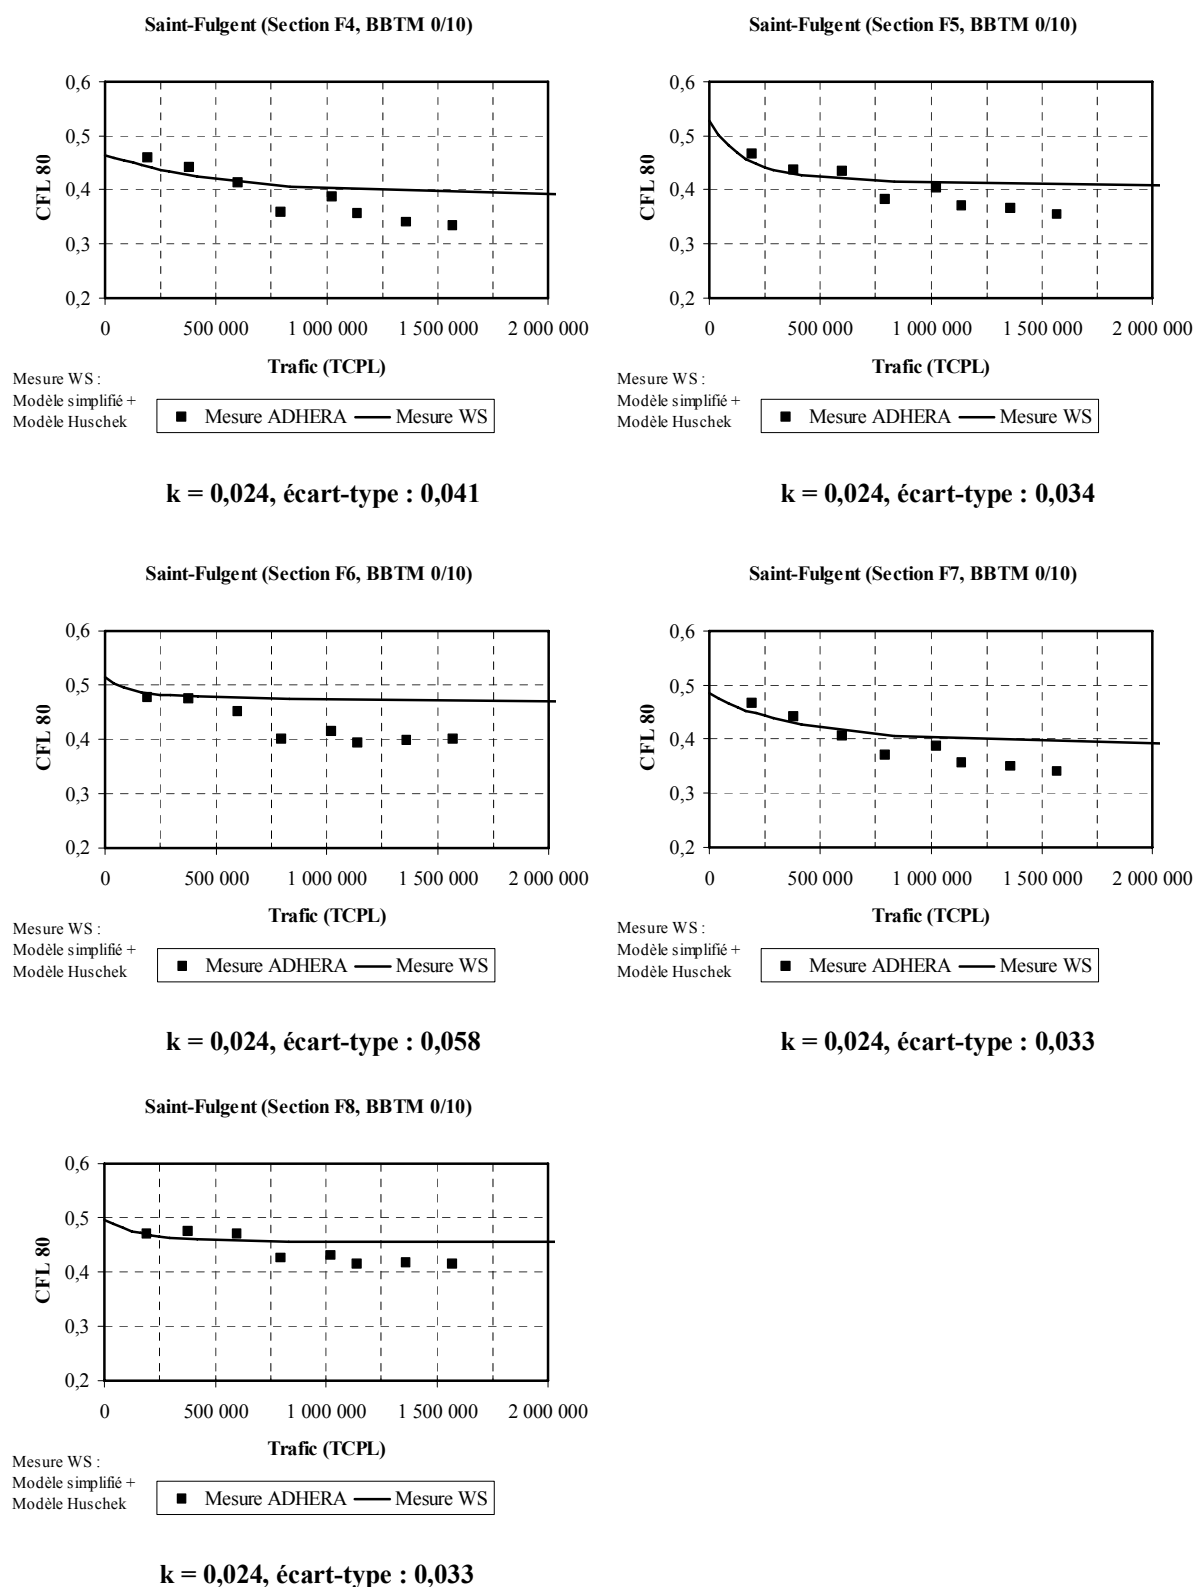 Saint-Fulgent (Section F4, BBTM 0/10)
0,6
0,5
0,4
0,3
0,2
CFL 80
0 500 000 1 000 000 1 500 000 2 000 000
Trafic (TCPL)
Mesure WS :
Modèle simplifié +
Modèle Huschek
Mesure ADHERA Mesure WS
k = 0,024, écart-type : 0,041
Saint-Fulgent (Section F5, BBTM 0/10)
0,6
0,5
0,4
0,3
0,2
CFL 80
0 500 000 1 000 000 1 500 000 2 000 000
Trafic (TCPL)
Mesure WS :
Modèle simplifié +
Modèle Huschek
Mesure ADHERA Mesure WS
k = 0,024, écart-type : 0,034
Saint-Fulgent (Section F6, BBTM 0/10)
0,6
0,5
0,4
0,3
0,2
CFL 80
0 500 000 1 000 000 1 500 000 2 000 000
Trafic (TCPL)
Mesure WS :
Modèle simplifié +
Modèle Huschek
Mesure ADHERA Mesure WS
k = 0,024, écart-type : 0,058
Saint-Fulgent (Section F7, BBTM 0/10)
0,6
0,5
0,4
0,3
0,2
CFL 80
0 500 000 1 000 000 1 500 000 2 000 000
Trafic (TCPL)
Mesure WS :
Modèle simplifié +
Modèle Huschek
Mesure ADHERA Mesure WS
k = 0,024, écart-type : 0,033
Saint-Fulgent (Section F8, BBTM 0/10)
0,6
0,5
0,4
0,3
0,2
CFL 80
0 500 000 1 000 000 1 500 000 2 000 000
Trafic (TCPL)
Mesure WS :
Modèle simplifié +
Modèle Huschek
Mesure ADHERA Mesure WS
k = 0,024, écart-type : 0,033